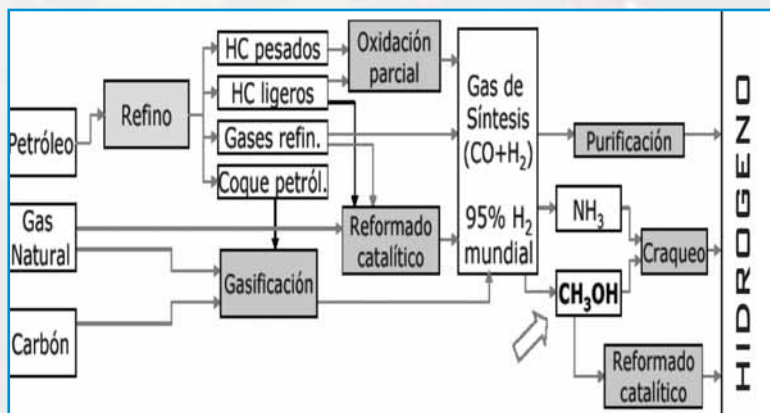 Petróleo
Gas
Natural
Carbón
Refino
HC pesados
HC ligeros
Gases refin.
Coque petról.
Gasificación
Oxidación
parcial
Reformado
catalítico
Gas de
Síntesis
(CO+H₂)
95% H₂
mundial
Purificación
NH₃
CH₃OH
Craqueo
Reformado
catalítico
HIDROGENO